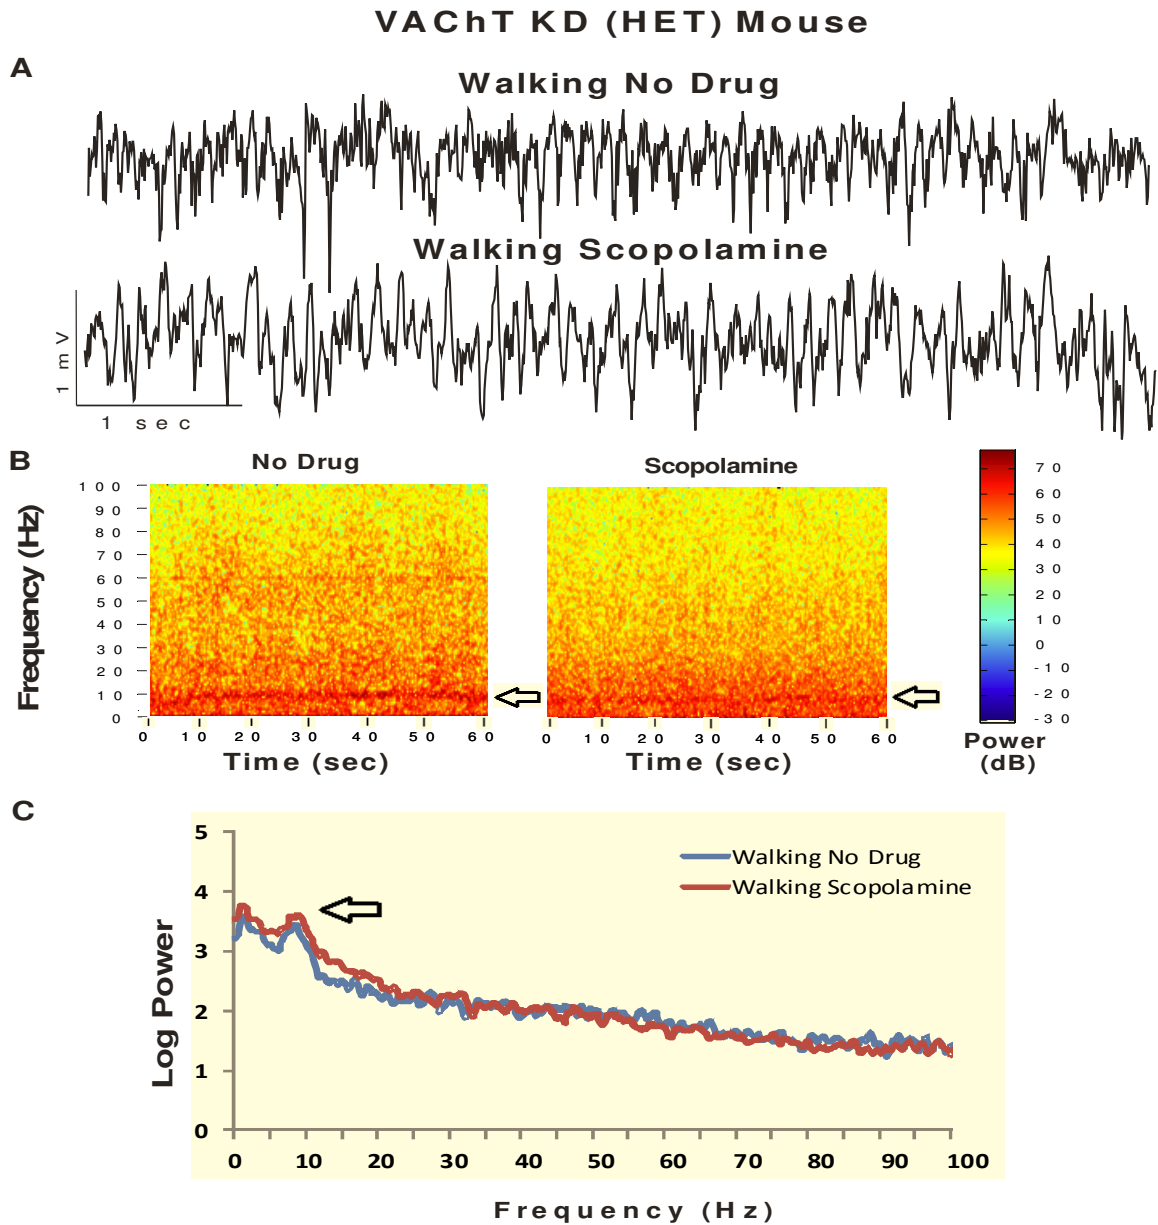 VAChT KD (HET) Mouse
A
Walking No Drug
Walking Scopolamine
1 mV
1 sec
B
No Drug
Scopolamine
Frequency (Hz)
100
90
80
70
60
50
40
30
20
10
0
0 10 20 30 40 50 60
Time (sec)
0 10 20 30 40 50 60
Time (sec)
70
60
50
40
30
20
10
0
-10
-20
-30
Power
(dB)
C
Log Power
5
4
3
2
1
0
Walking No Drug
Walking Scopolamine
0 10 20 30 40 50 60 70 80 90 100
Frequency (Hz)